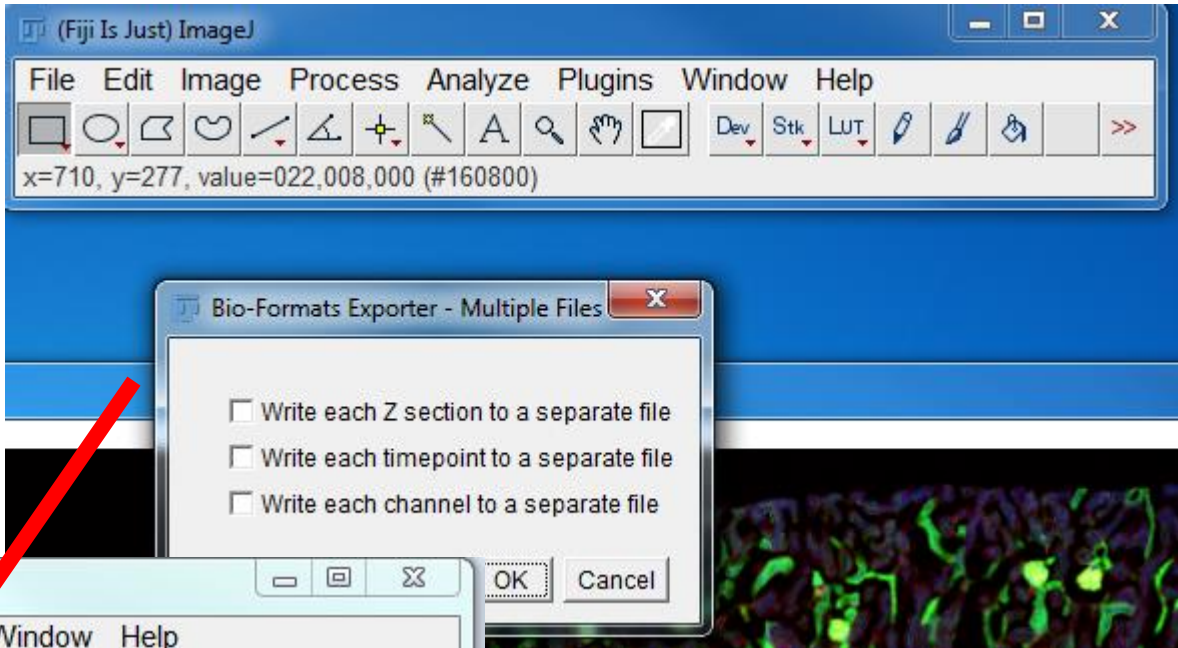 (Fiji Is Just) ImageJ
File Edit Image Process Analyze Plugins Window Help
A Dev Stk LUT >>
x=710, y=277, value=022,008,000 (#160800)
Bio-Formats Exporter - Multiple Files
Write each Z section to a separate file
Write each timepoint to a separate file
Write each channel to a separate file
OK Cancel
Window Help